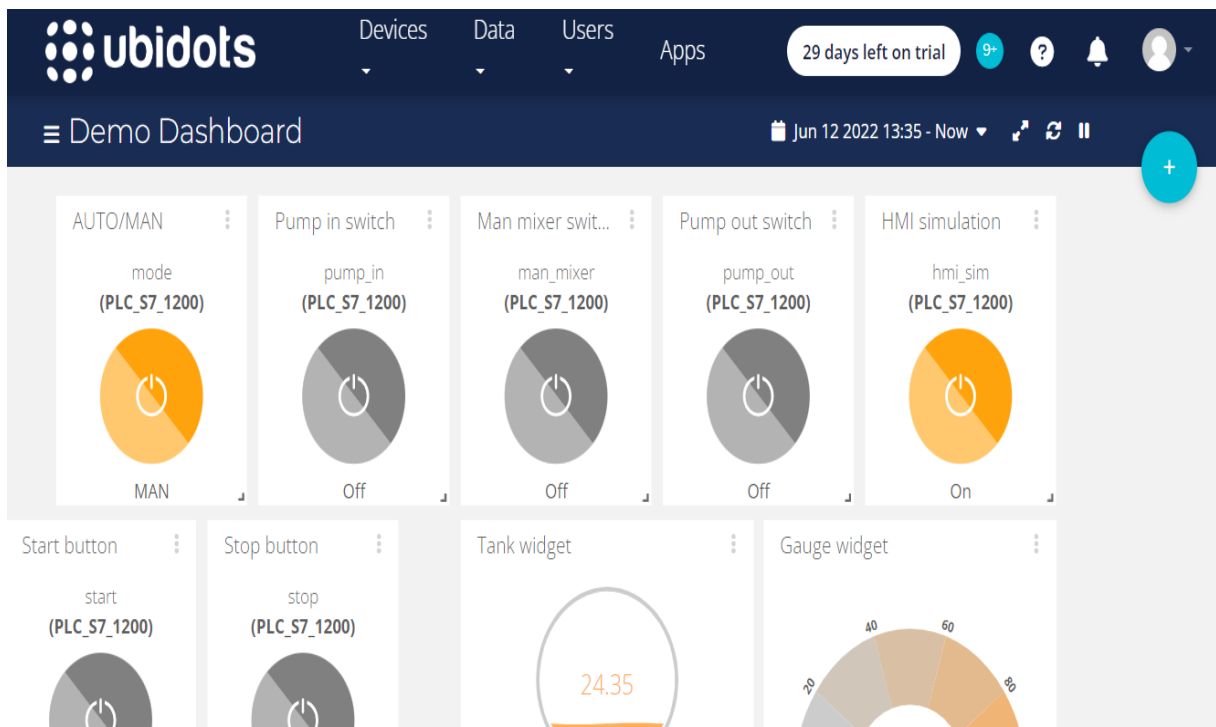 ubidots
Devices Data Users Apps 29 days left on trial 9+ ?
Demo Dashboard Jun 12 2022 13:35 - Now
+
AUTO/MAN
mode
(PLC_S7_1200)
MAN
Pump in switch
pump_in
(PLC_S7_1200)
Off
Man mixer swit...
man_mixer
(PLC_S7_1200)
Off
Pump out switch
pump_out
(PLC_S7_1200)
Off
HMI simulation
hmi_sim
(PLC_S7_1200)
On
Start button
start
(PLC_S7_1200)
Stop button
stop
(PLC_S7_1200)
Tank widget
24.35
Gauge widget
20
40
60
80